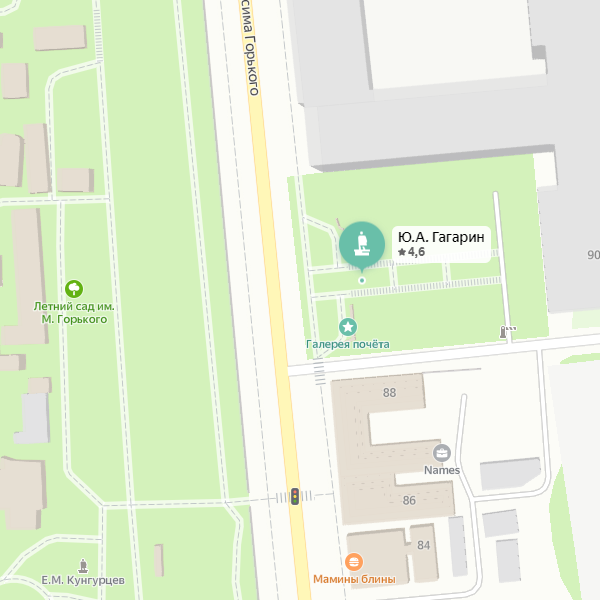 сима Горького
Ю.А. Гагарин
4,6
90
Летний сад им.
М. Горького
Галерея почёта
88
Names
86
84
Е.М. Кунгурцев
Мамины блины